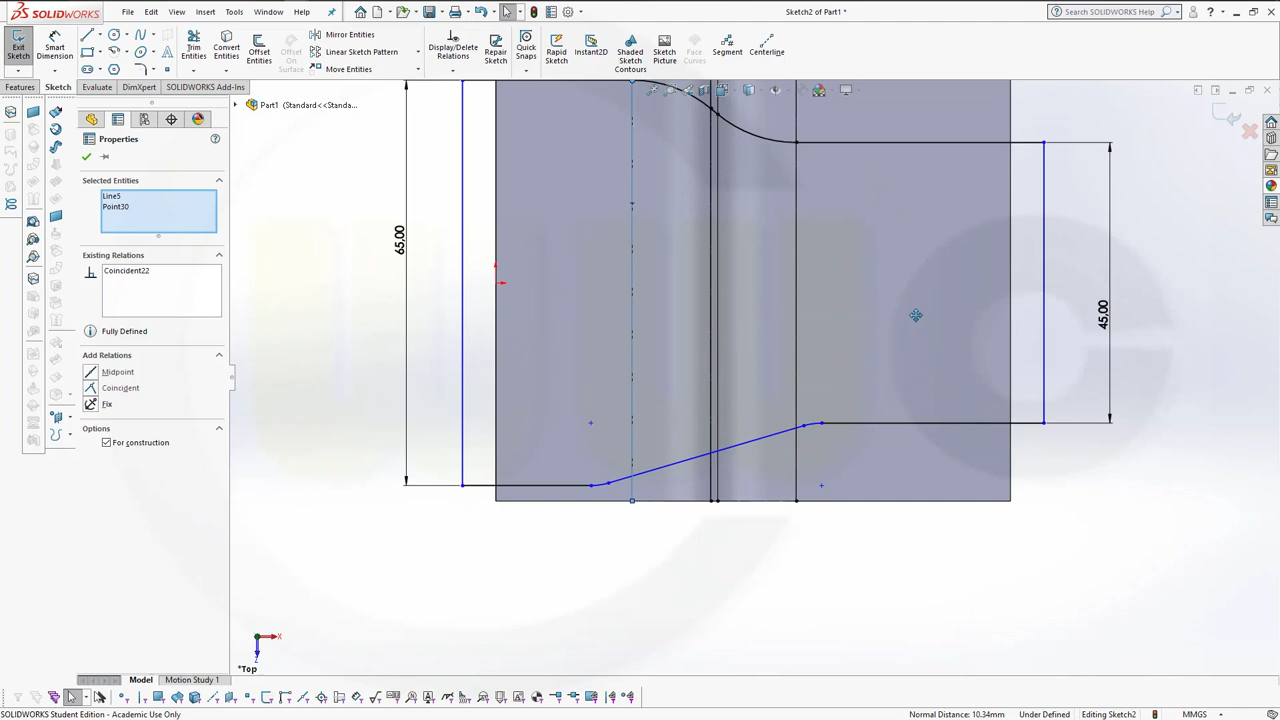 SOLIDWORKS
File Edit View Insert Tools Window Help
Sketch2 of Part1 *
Search SOLIDWORKS Help
Exit Sketch
Smart Dimension
Trim Entities
Convert Entities
Offset Entities
Offset On Surface
Mirror Entities
Linear Sketch Pattern
Move Entities
Display/Delete Relations
Repair Sketch
Quick Snaps
Rapid Sketch
Instant2D
Shaded Sketch Contours
Sketch Picture
Face Curves
Segment
Centerline
Features Sketch Evaluate DimXpert SOLIDWORKS Add-Ins
Part1 (Standard<<Standa...
Properties
Selected Entities
Line5
Point30
Existing Relations
Coincident22
Fully Defined
Add Relations
Midpoint
Coincident
Fix
Options
For construction
65,00
45,00
X
Z
*Top
Model Motion Study 1
SOLIDWORKS Student Edition - Academic Use Only
Normal Distance: 10.34mm Under Defined Editing Sketch2 MMGS